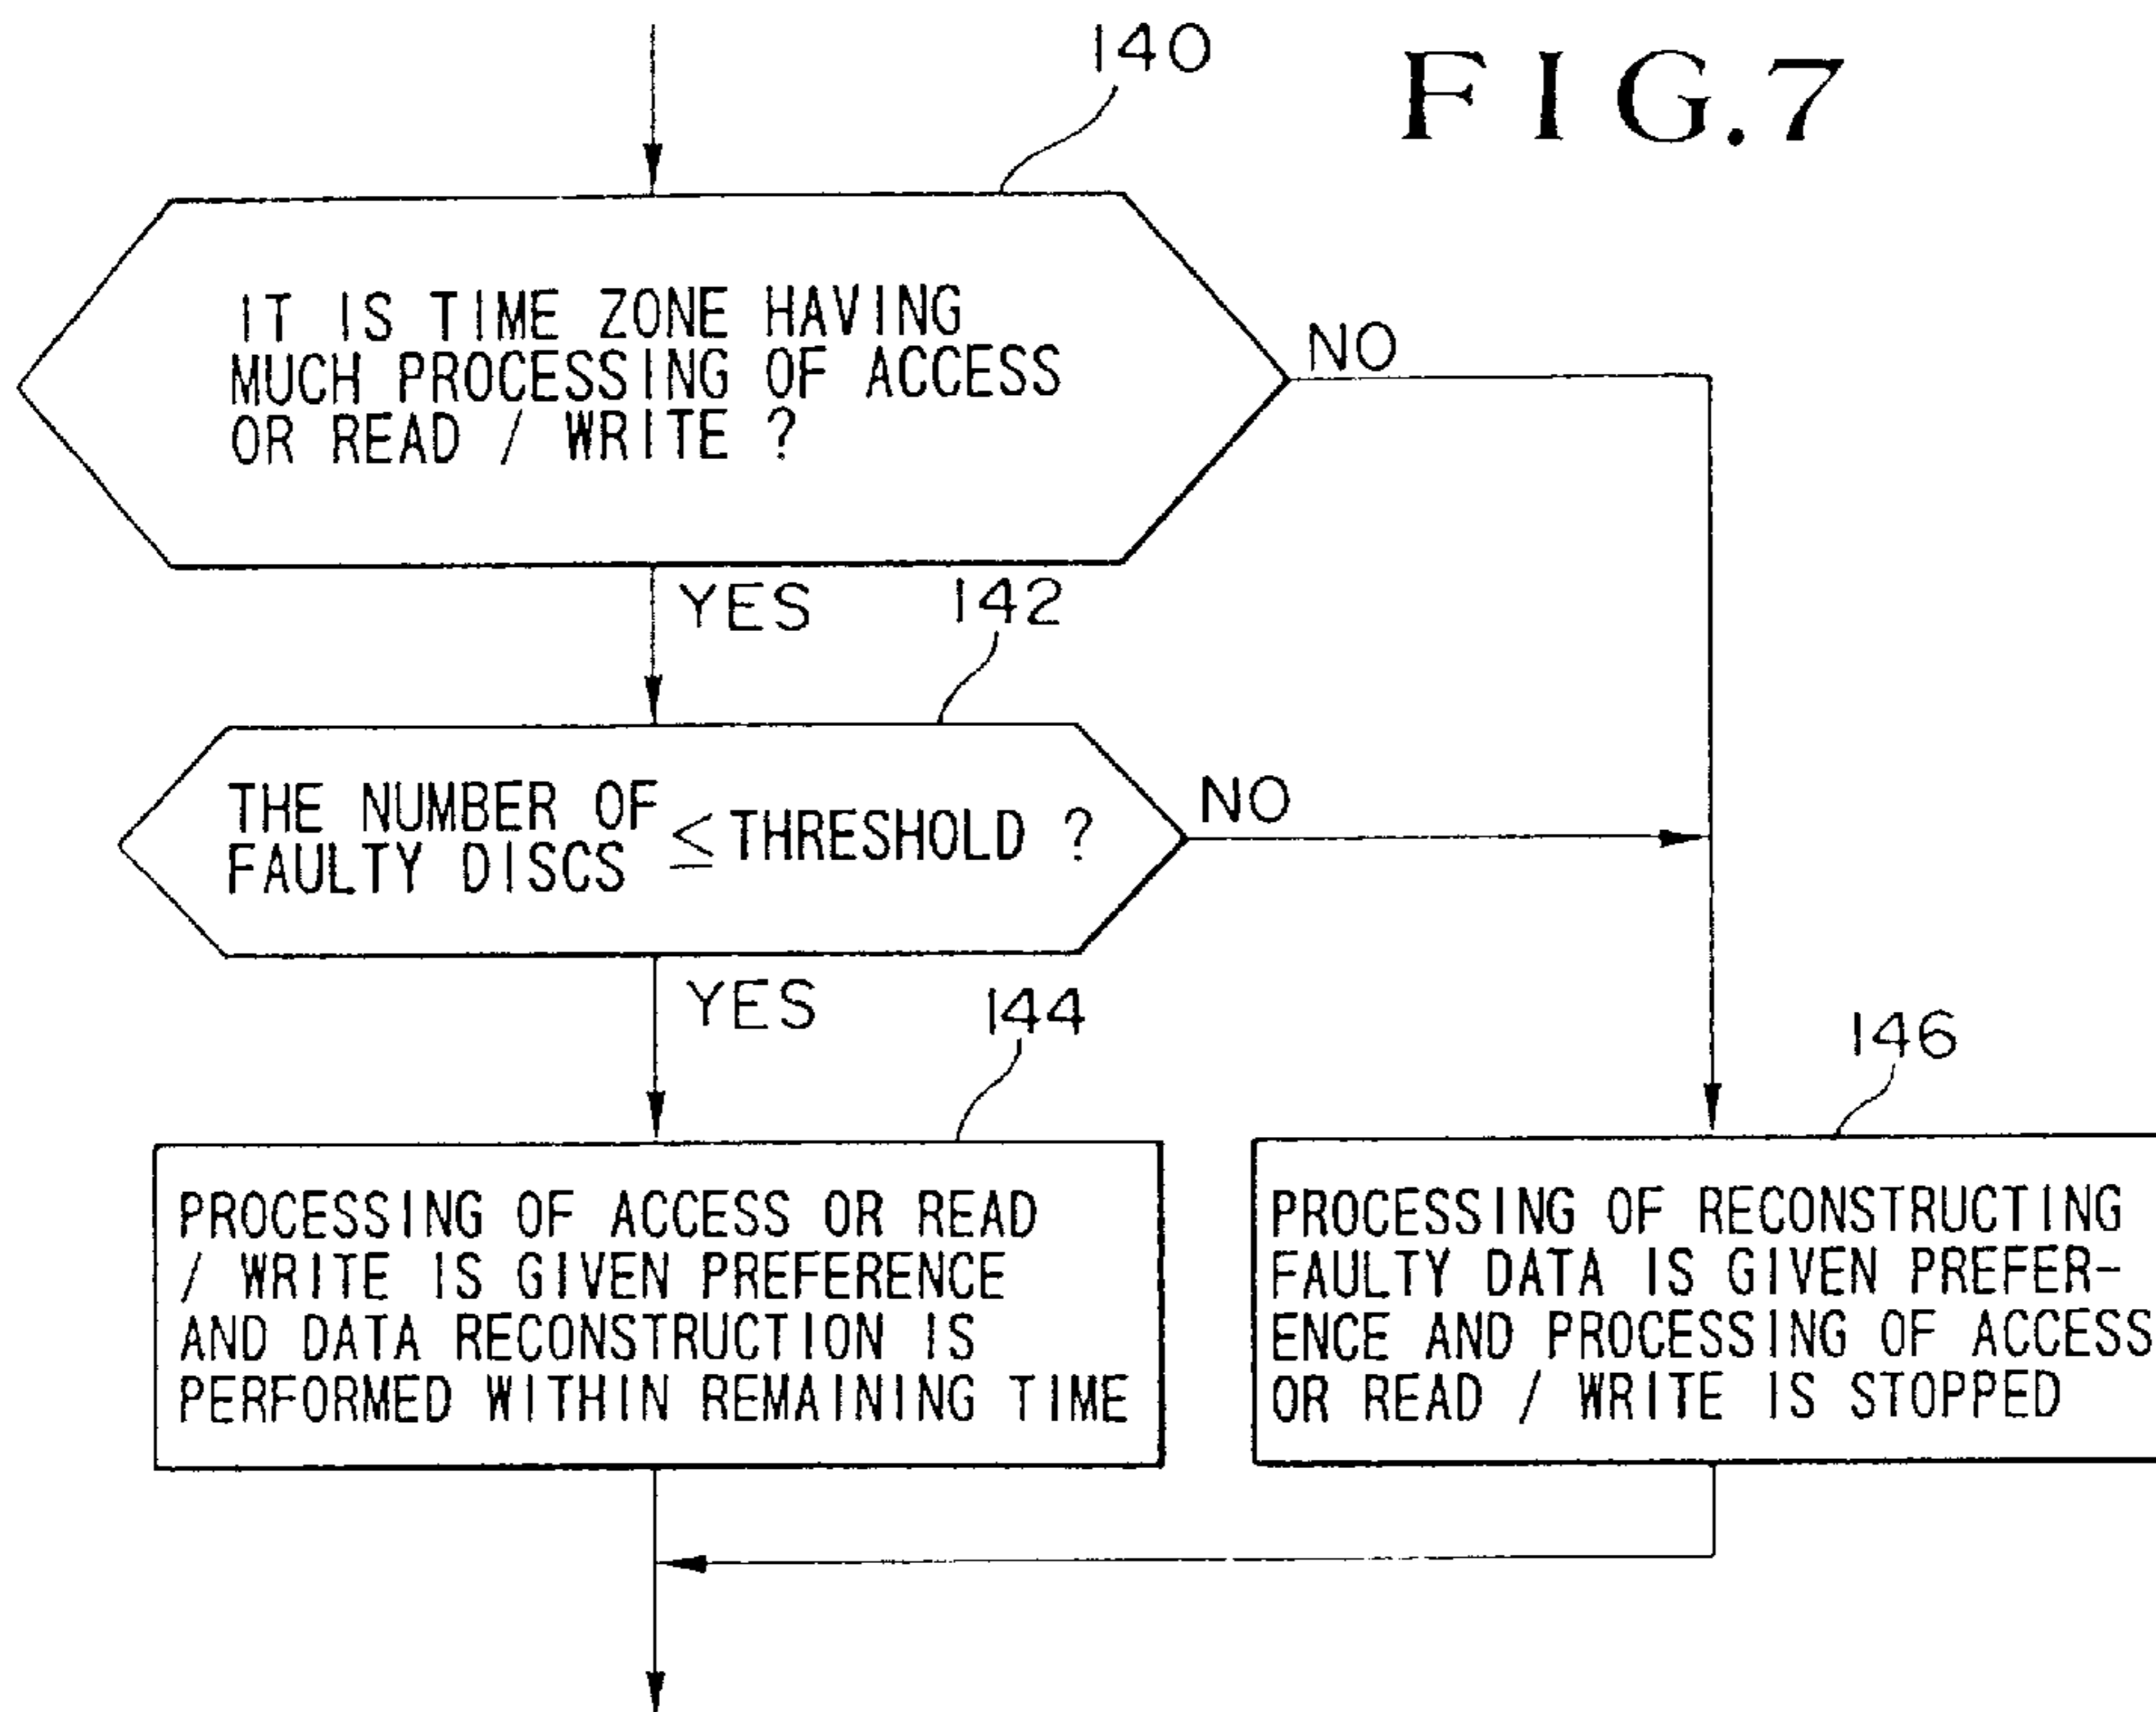 140
FIG.7
IT IS TIME ZONE HAVING
MUCH PROCESSING OF ACCESS
OR READ / WRITE ?
NO
YES
142
THE NUMBER OF
FAULTY DISCS ≤ THRESHOLD ?
NO
YES
144
146
PROCESSING OF ACCESS OR READ
/ WRITE IS GIVEN PREFERENCE
AND DATA RECONSTRUCTION IS
PERFORMED WITHIN REMAINING TIME
PROCESSING OF RECONSTRUCTING
FAULTY DATA IS GIVEN PREFER-
ENCE AND PROCESSING OF ACCESS
OR READ / WRITE IS STOPPED